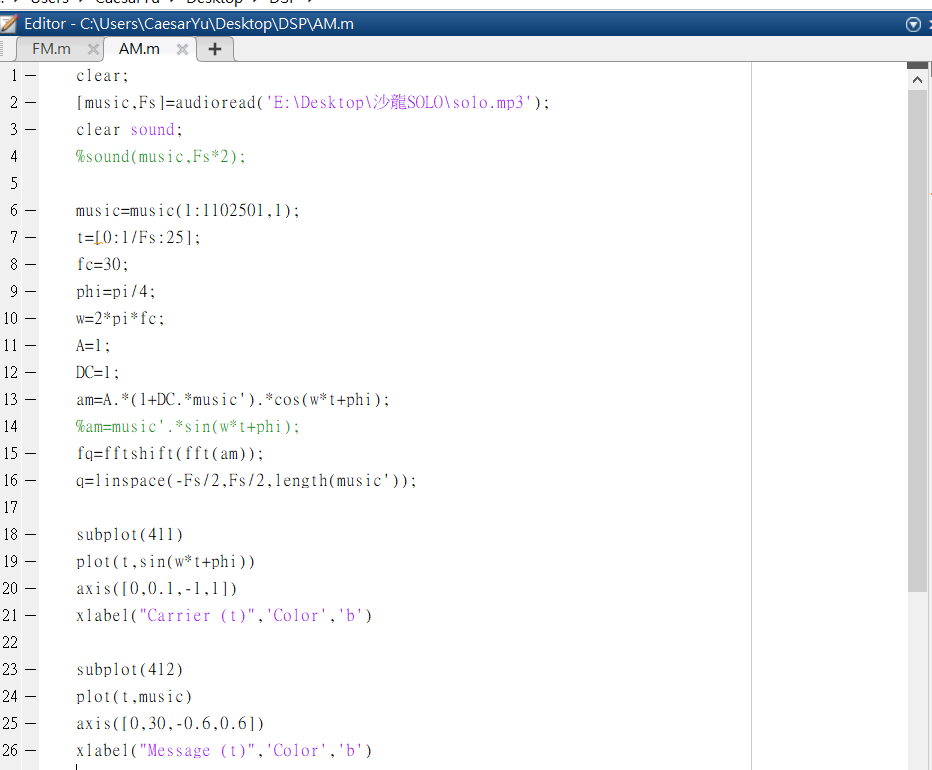 Editor - C:\Users\CaesarYu\Desktop\DSP\AM.m
FM.m AM.m
1 clear;
2 [music,Fs]=audioread('E:\Desktop\沙龍SOLO\solo.mp3');
3 clear sound;
4 %sound(music,Fs*2);
5
6 music=music(1:1102501,1);
7 t=[0:1/Fs:25];
8 fc=30;
9 phi=pi/4;
10 w=2*pi*fc;
11 A=1;
12 DC=1;
13 am=A.*(1+DC.*music').*cos(w*t+phi);
14 %am=music'.*sin(w*t+phi);
15 fq=fftshift(fft(am));
16 q=linspace(-Fs/2,Fs/2,length(music'));
17
18 subplot(411)
19 plot(t,sin(w*t+phi))
20 axis([0,0.1,-1,1])
21 xlabel("Carrier (t)",'Color','b')
22
23 subplot(412)
24 plot(t,music)
25 axis([0,30,-0.6,0.6])
26 xlabel("Message (t)",'Color','b')